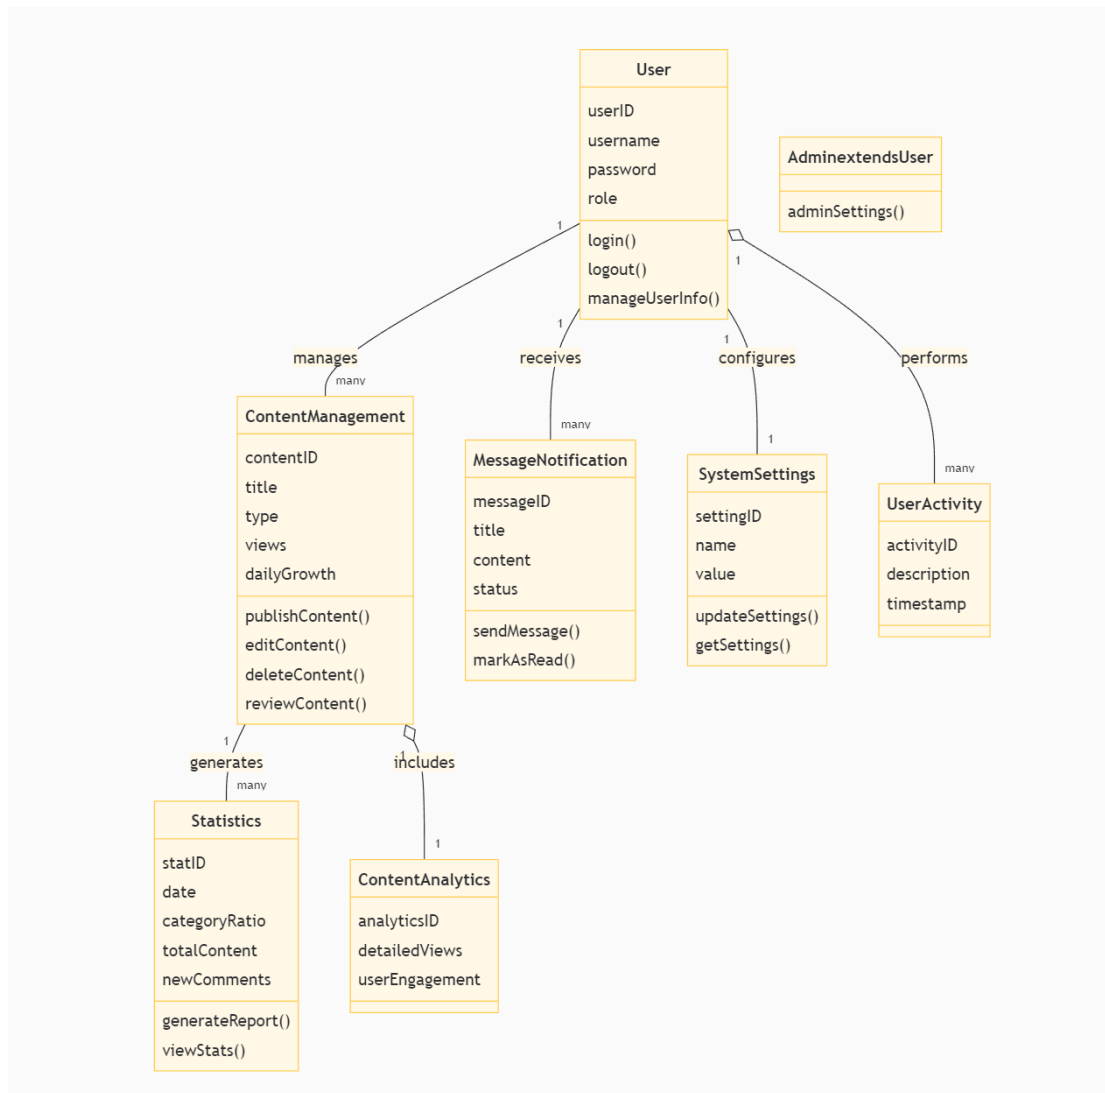 User
userID
username
password
role
login()
logout()
manageUserInfo()
AdminextendsUser
adminSettings()
1
1
1
1
manages
receives
configures
performs
many
many
1
many
ContentManagement
contentID
title
type
views
dailyGrowth
publishContent()
editContent()
deleteContent()
reviewContent()
MessageNotification
messageID
title
content
status
sendMessage()
markAsRead()
SystemSettings
settingID
name
value
updateSettings()
getSettings()
UserActivity
activityID
description
timestamp
1
generates
many
1
includes
1
Statistics
statID
date
categoryRatio
totalContent
newComments
generateReport()
viewStats()
ContentAnalytics
analyticsID
detailedViews
userEngagement